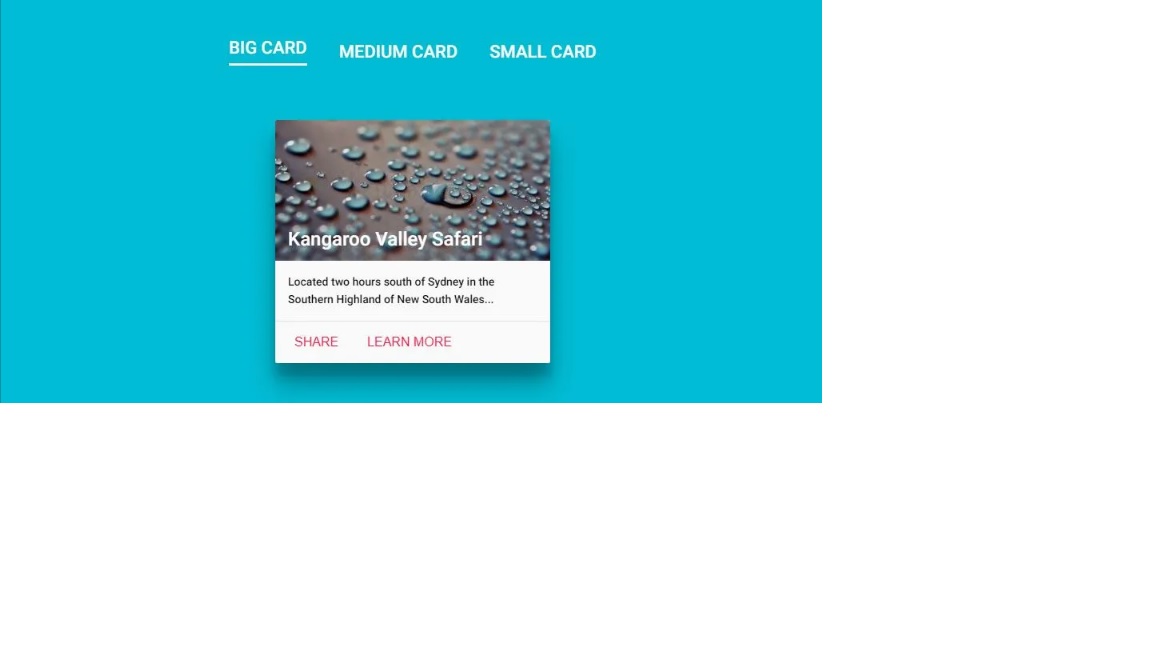 BIG CARD
MEDIUM CARD
SMALL CARD
Kangaroo Valley Safari
Located two hours south of Sydney in the
Southern Highland of New South Wales...
SHARE
LEARN MORE